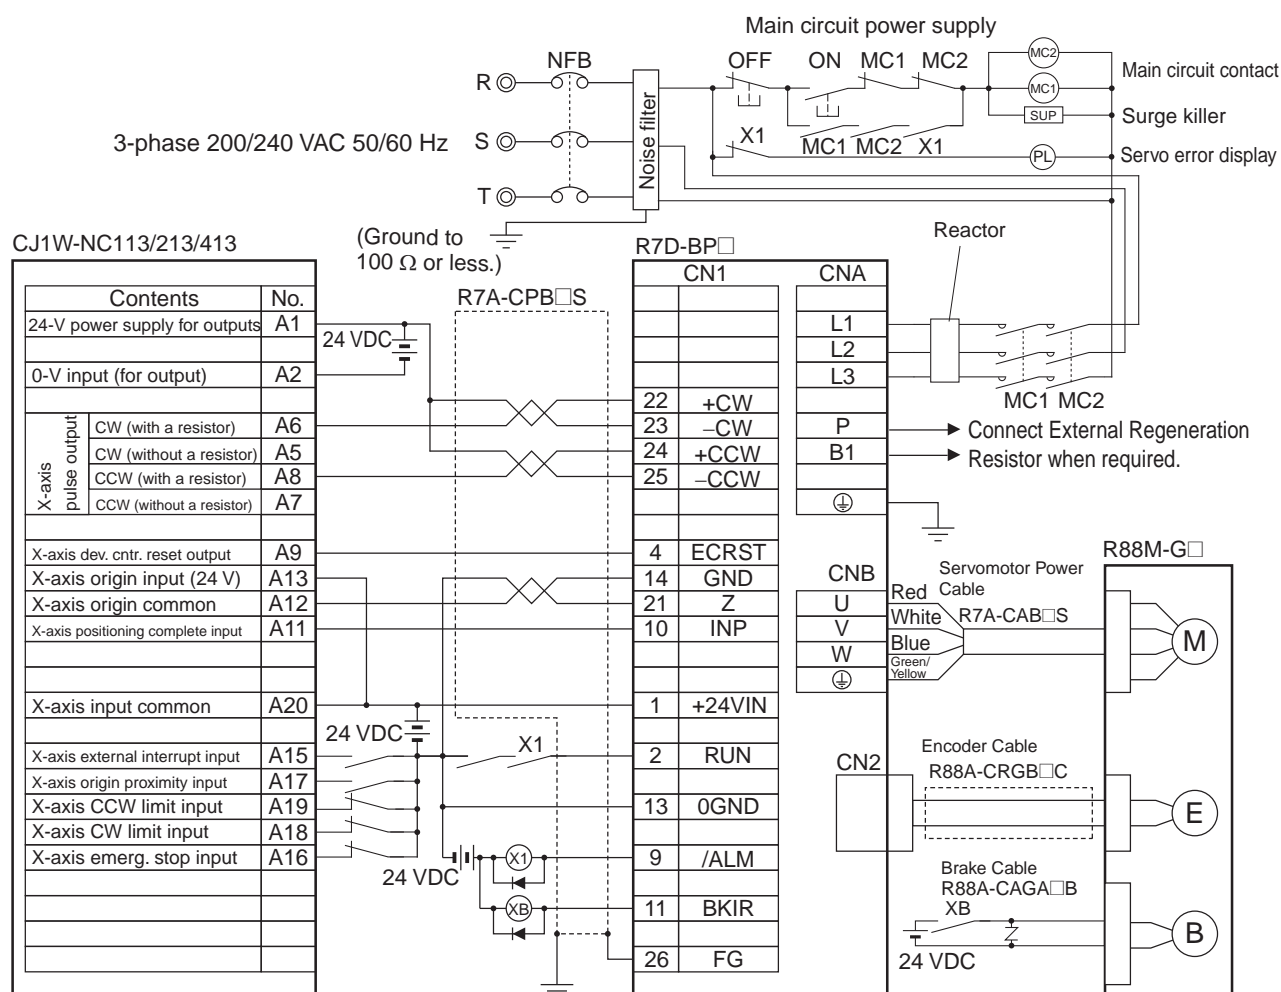 Main circuit power supply
NFB
OFF ON MC1 MC2
MC2
Main circuit contact
R
MC1
SUP
Surge killer
3-phase 200/240 VAC 50/60 Hz
S
Noise filter
X1
MC1 MC2 X1
PL
Servo error display
T
CJ1W-NC113/213/413
(Ground to
100 Ω or less.)
R7D-BP□
Reactor
CN1
CNA
Contents No.
R7A-CPB□S
24-V power supply for outputs A1
24 VDC
L1
L2
0-V input (for output) A2
L3
MC1 MC2
X-axis
pulse output
CW (with a resistor) A6
CW (without a resistor) A5
CCW (with a resistor) A8
CCW (without a resistor) A7
22 +CW
23 −CW
24 +CCW
25 −CCW
P
B1
Connect External Regeneration
Resistor when required.
X-axis dev. cntr. reset output A9
4 ECRST
X-axis origin input (24 V) A13
14 GND
X-axis origin common A12
21 Z
X-axis positioning complete input A11
10 INP
CNB
U
V
W
Red
White
Blue
Green/
Yellow
Servomotor Power
Cable
R7A-CAB□S
R88M-G□
M
X-axis input common A20
24 VDC
1 +24VIN
X-axis external interrupt input A15
X1
2 RUN
X-axis origin proximity input A17
X-axis CCW limit input A19
13 0GND
X-axis CW limit input A18
X-axis emerg. stop input A16
24 VDC
X1
9 /ALM
XB
11 BKIR
26 FG
CN2
Encoder Cable
R88A-CRGB□C
E
Brake Cable
R88A-CAGA□B
XB
24 VDC
B